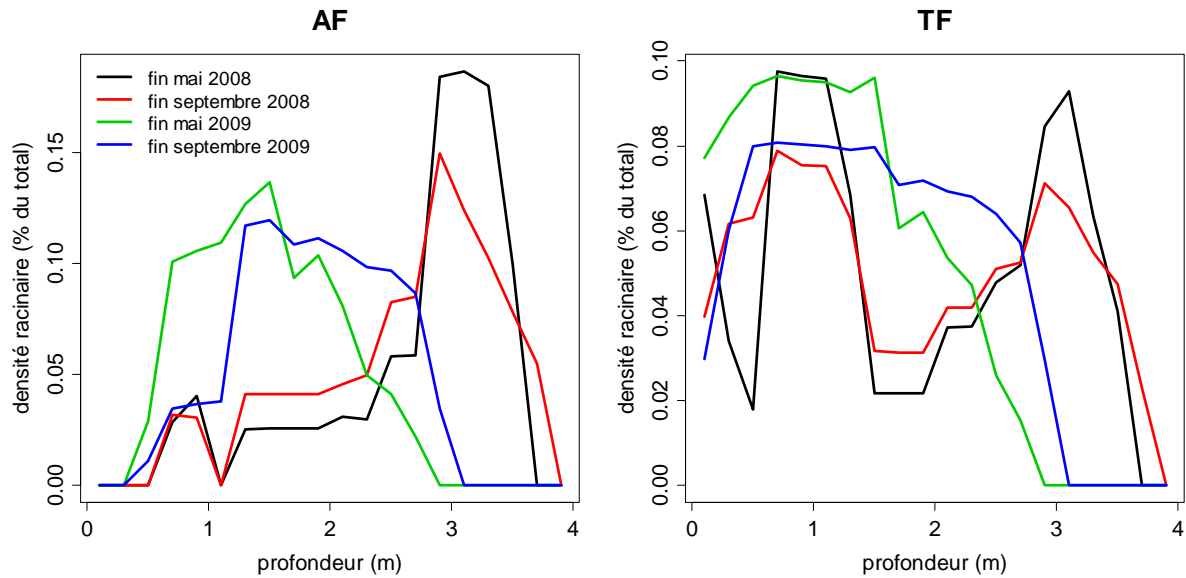 AF
densité racinaire (% du total)
0.15
0.10
0.05
0.00
fin mai 2008
fin septembre 2008
fin mai 2009
fin septembre 2009
0 1 2 3 4
profondeur (m)
TF
densité racinaire (% du total)
0.10
0.08
0.06
0.04
0.02
0.00
0 1 2 3 4
profondeur (m)